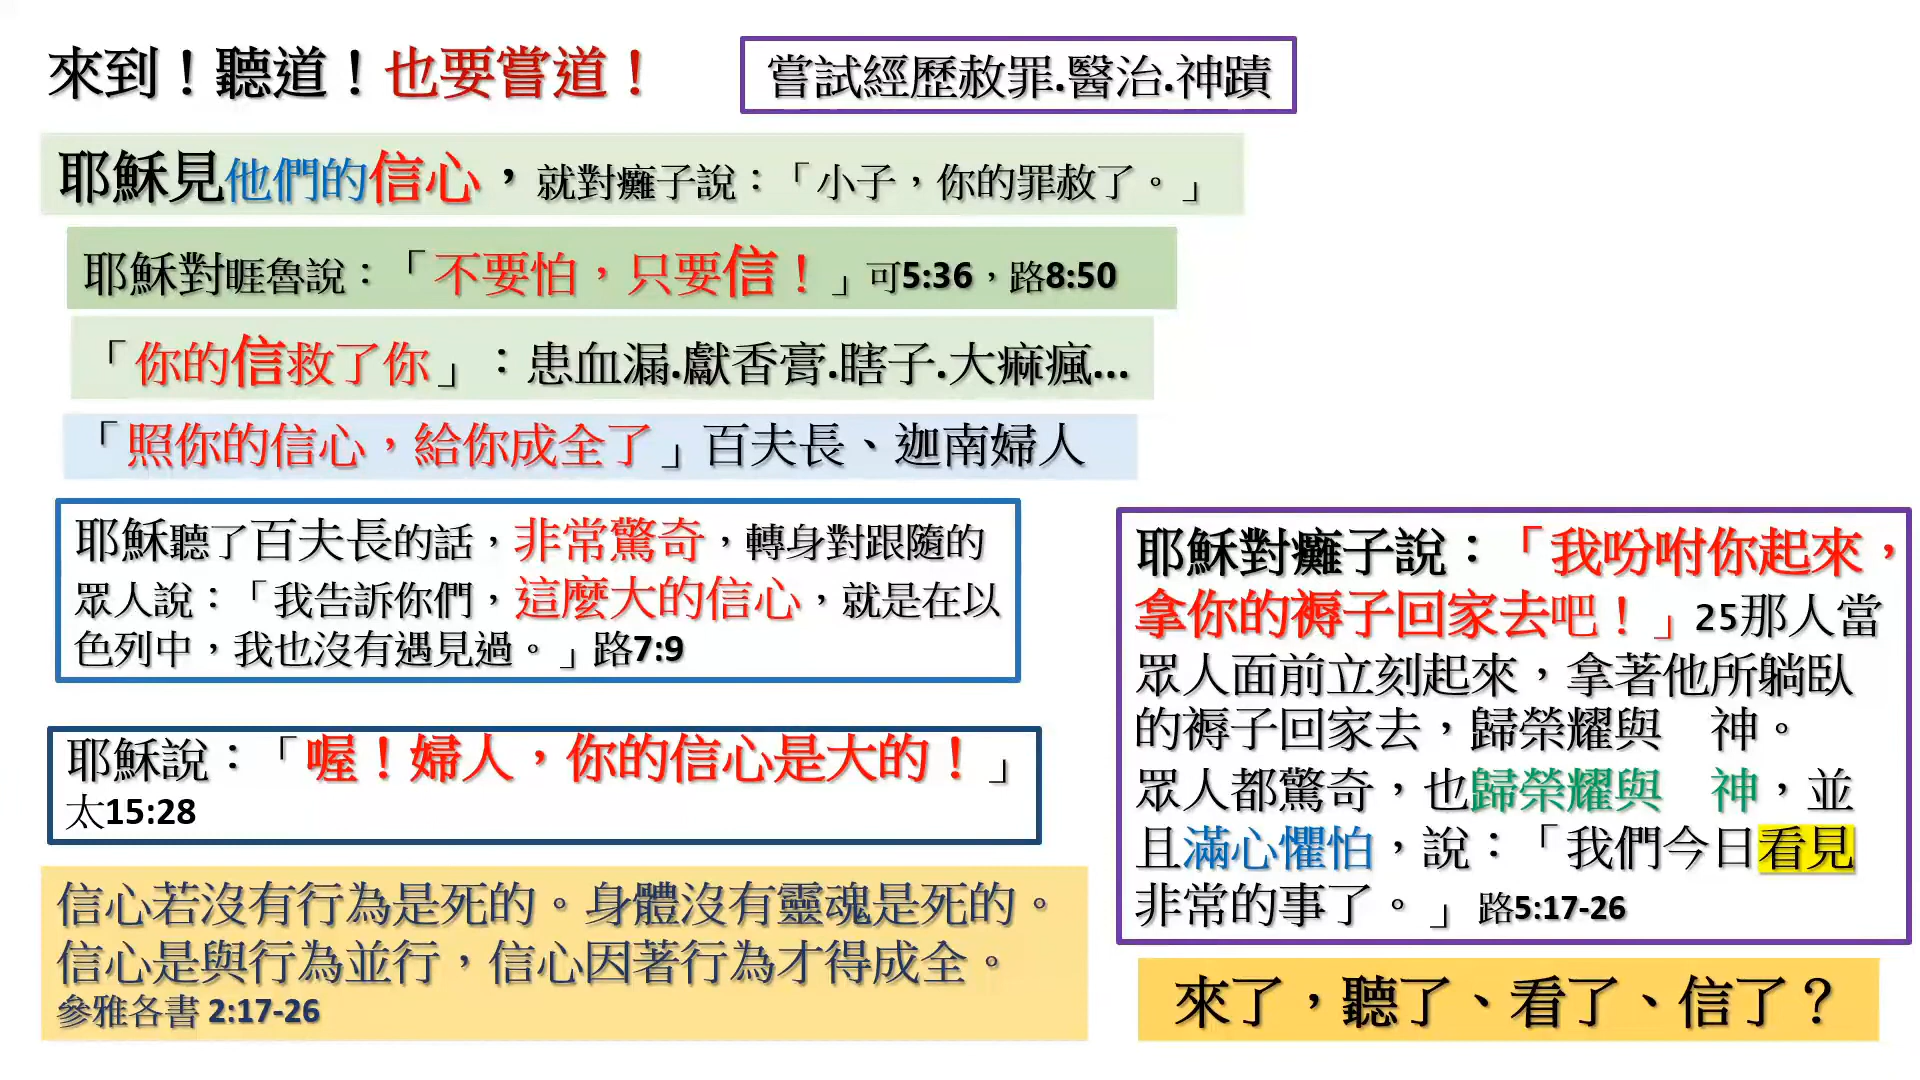 來到！聽道！也要嘗道！
嘗試經歷赦罪.醫治.神蹟
耶穌見他們的信心，就對癱子說：「小子，你的罪赦了。」
耶穌對睚魯說：「不要怕，只要信！」可5:36，路8:50
「你的信救了你」：患血漏.獻香膏.瞎子.大痲瘋...
「照你的信心，給你成全了」百夫長、迦南婦人
耶穌聽了百夫長的話，非常驚奇，轉身對跟隨的
眾人說：「我告訴你們，這麼大的信心，就是在以
色列中，我也沒有遇見過。」路7:9
耶穌說：「喔！婦人，你的信心是大的！」
太15:28
信心若沒有行為是死的。身體沒有靈魂是死的。
信心是與行為並行，信心因著行為才得成全。
參雅各書 2:17-26
耶穌對癱子說：「我吩咐你起來，
拿你的褥子回家去吧！」25那人當
眾人面前立刻起來，拿著他所躺臥
的褥子回家去，歸榮耀與　神。
眾人都驚奇，也歸榮耀與　神，並
且滿心懼怕，說：「我們今日看見
非常的事了。」路5:17-26
來了，聽了、看了、信了？